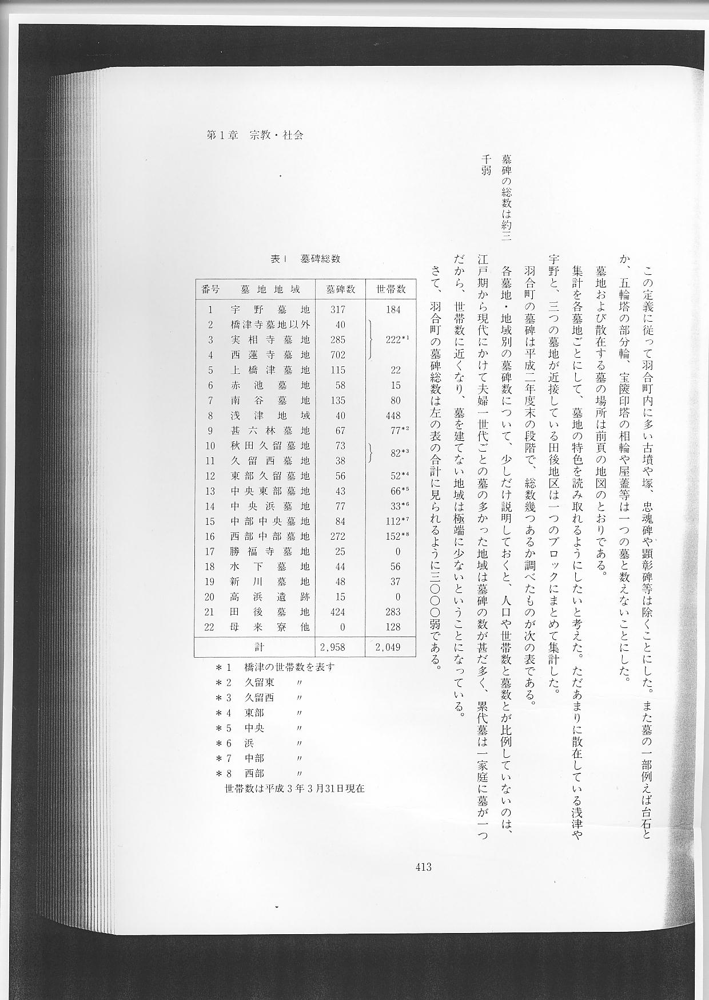 第1章　宗教・社会
墓碑の総数は約三
千弱
この定義に従って羽合町内に多い古墳や塚、忠魂碑や顕彰碑等は除くことにした。また墓の一部例えば台石と
か、五輪塔の部分輪、宝篋印塔の相輪や屋蓋等は一つの墓と数えないことにした。
墓地および散在する墓の場所は前頁の地図のとおりである。
集計を各墓地ごとにして、墓地の特色を読み取れるようにしたいと考えた。ただあまりに散在している浅津や
宇野と、三つの墓地が近接している田後地区は一つのブロックにまとめて集計した。
羽合町の墓碑は平成二年度末の段階で、総数幾つあるか調べたものが次の表である。
各墓地・地域別の墓碑数について、少しだけ説明しておくと、人口や世帯数と墓数とが比例していないのは、
江戸期から現代にかけて夫婦一世代ごとの墓の多かった地域は墓碑の数が甚だ多く、累代墓は一家庭に墓が一つ
だから、世帯数に近くなり、墓を建てない地域は極端に少ないということになっている。
さて、羽合町の墓碑総数は左の表の合計に見られるように三〇〇〇弱である。
表1　墓碑総数
番号　墓地地域　墓碑数　世帯数
1　宇野墓地　317　184
2　橋津寺墓地以外　40
3　実相寺墓地　285　222*1
4　西蓮寺墓地　702
5　上橋津墓地　115　22
6　赤池墓地　58　15
7　南谷墓地　135　80
8　浅津地域　40　448
9　甚六林墓地　67　77*2
10　秋田久留墓地　73　82*3
11　久留西墓地　38
12　東部久留墓地　56　52*4
13　中央東部墓地　43　66*5
14　中央浜墓地　77　33*6
15　中部中央墓地　84　112*7
16　西部中部墓地　272　152*8
17　勝福寺墓地　25　0
18　水下墓地　44　56
19　新川墓地　48　37
20　高浜遺跡　15　0
21　田後墓地　424　283
22　母来寮他　0　128
計　2,958　2,049
＊1　橋津の世帯数を表す
＊2　久留東　〃
＊3　久留西　〃
＊4　東部　〃
＊5　中央　〃
＊6　浜　〃
＊7　中部　〃
＊8　西部　〃
世帯数は平成3年3月31日現在
413